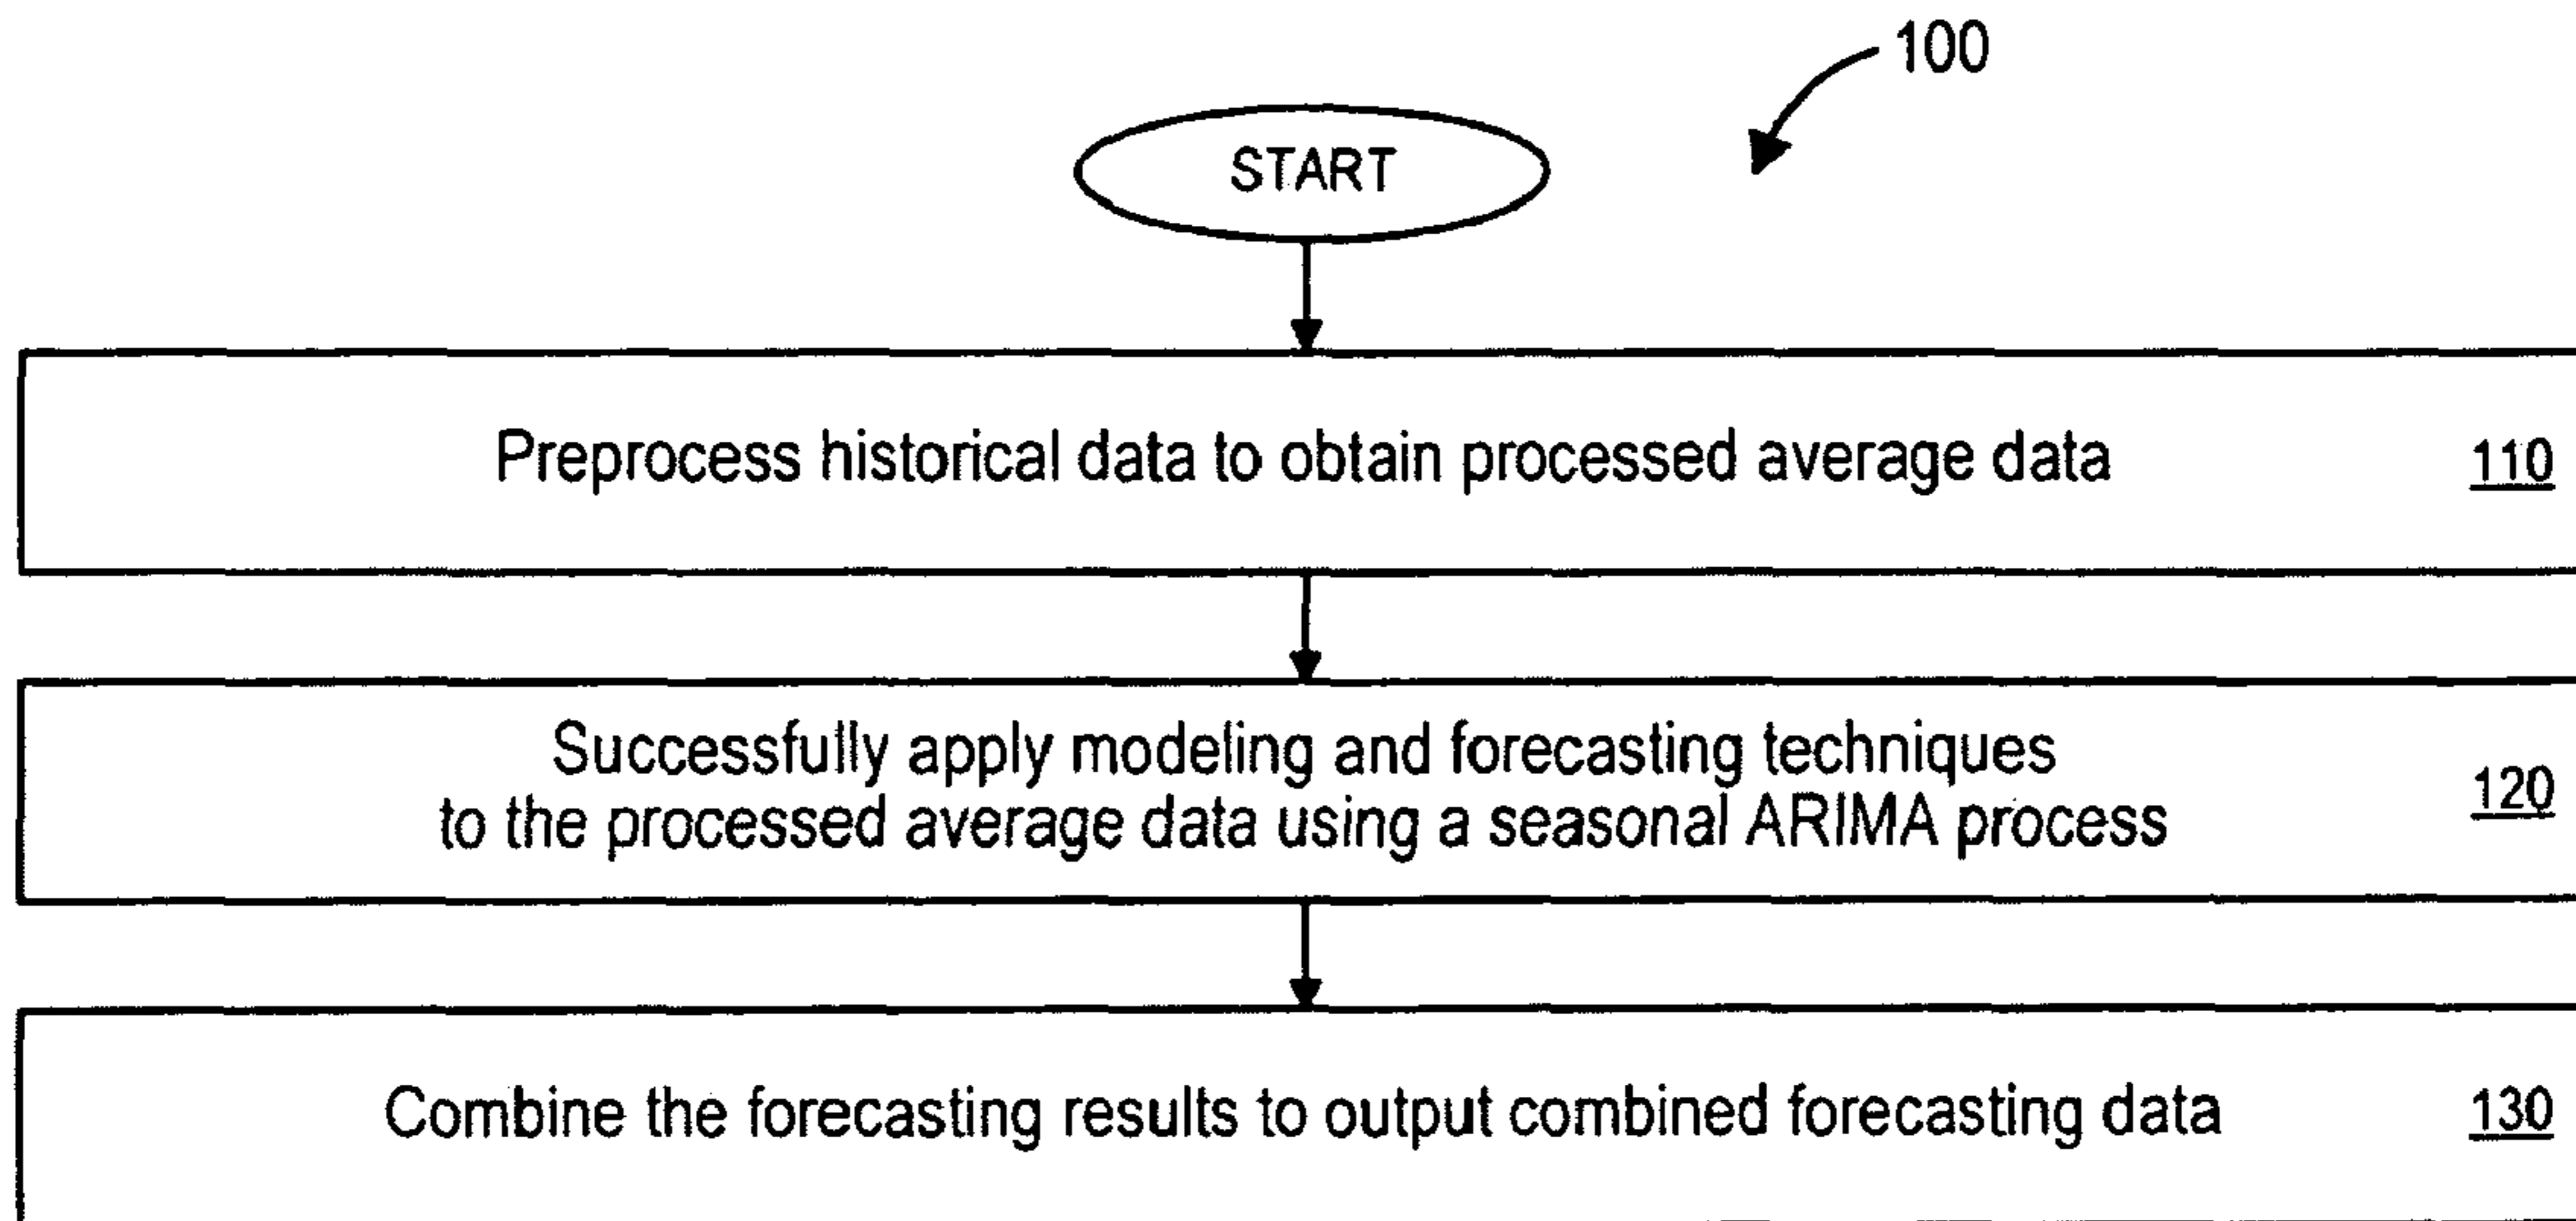 100
START
Preprocess historical data to obtain processed average data 110
Successfully apply modeling and forecasting techniques
to the processed average data using a seasonal ARIMA process 120
Combine the forecasting results to output combined forecasting data 130